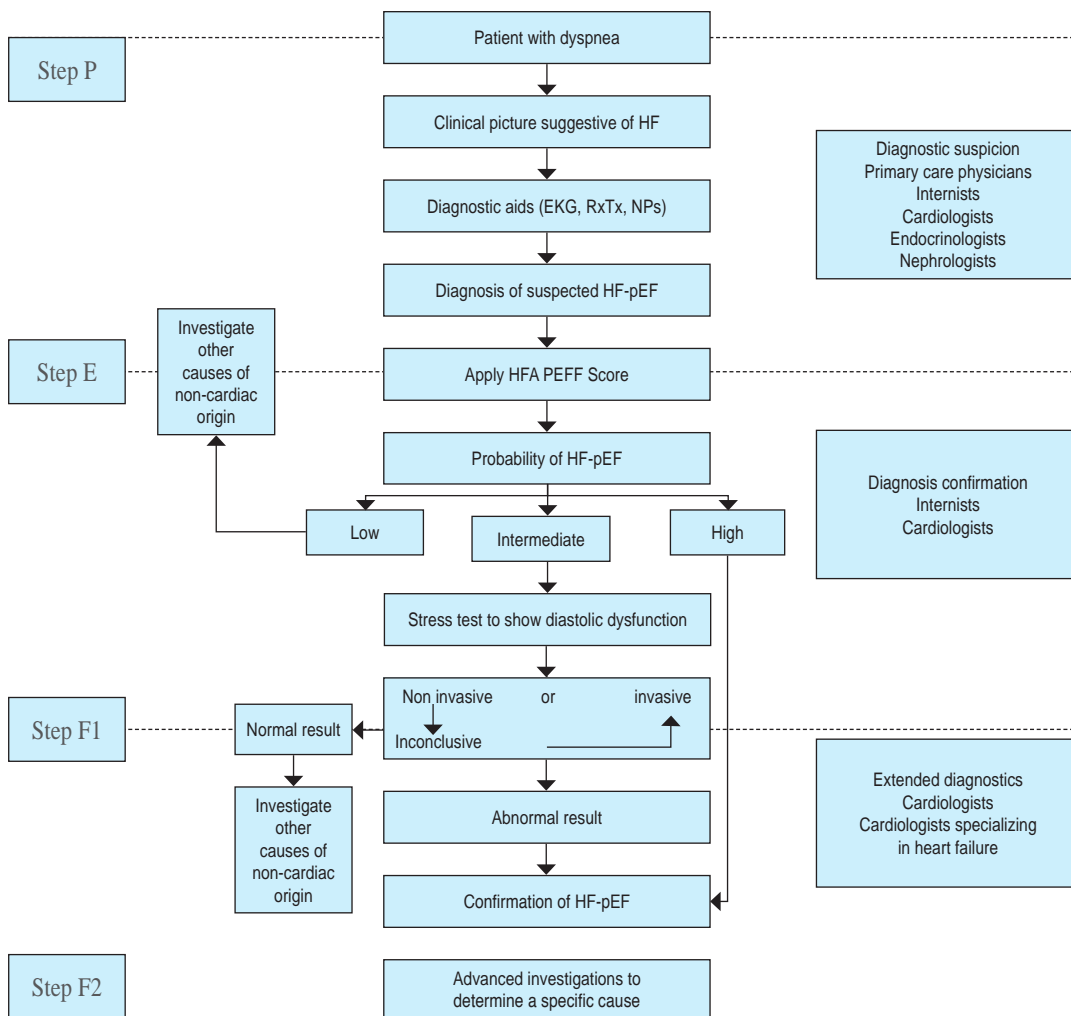 Patient with dyspnea
Step P
Clinical picture suggestive of HF
Diagnostic suspicion
Primary care physicians
Internists
Cardiologists
Endocrinologists
Nephrologists
Diagnostic aids (EKG, RxTx, NPs)
Diagnosis of suspected HF-pEF
Investigate
other
causes of
non-cardiac
origin
Step E
Apply HFA PEFF Score
Probability of HF-pEF
Diagnosis confirmation
Internists
Cardiologists
Low
Intermediate
High
Stress test to show diastolic dysfunction
Non invasive or invasive
Inconclusive
Step F1
Normal result
Investigate
other
causes of
non-cardiac
origin
Abnormal result
Extended diagnostics
Cardiologists
Cardiologists specializing
in heart failure
Confirmation of HF-pEF
Step F2
Advanced investigations to
determine a specific cause